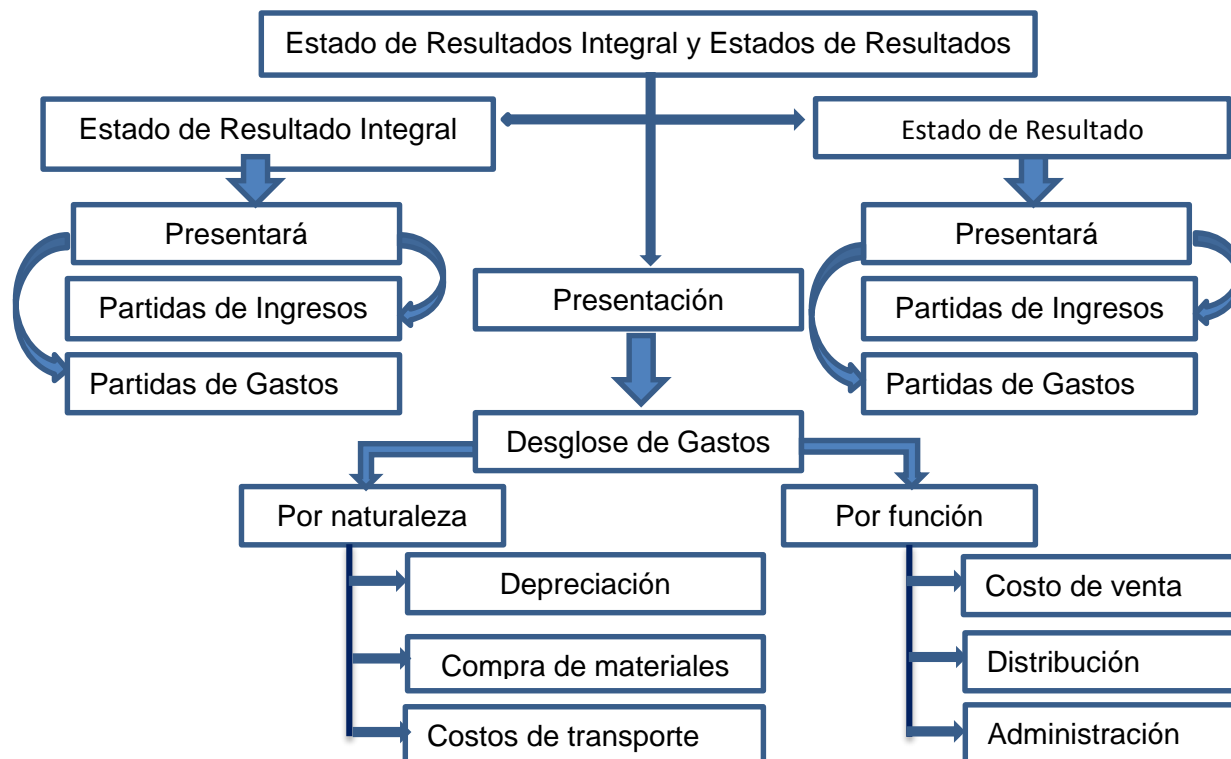 Estado de Resultados Integral y Estados de Resultados
Estado de Resultado Integral
Estado de Resultado
Presentará
Presentará
Partidas de Ingresos
Presentación
Partidas de Ingresos
Partidas de Gastos
Partidas de Gastos
Desglose de Gastos
Por naturaleza
Por función
Depreciación
Costo de venta
Compra de materiales
Distribución
Costos de transporte
Administración